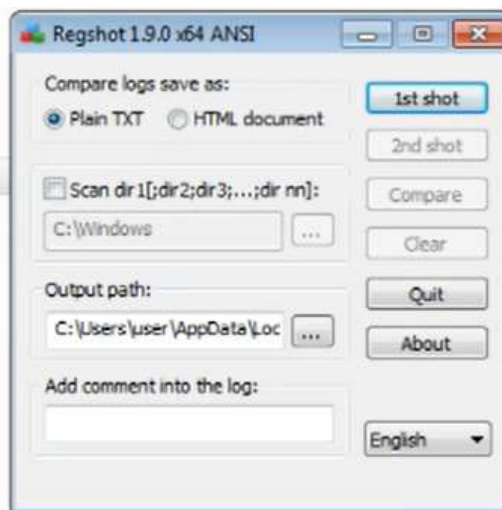 Regshot 1.9.0 x64 ANSI
Compare logs save as:
Plain TXT HTML document
1st shot
2nd shot
Scan dir1[;dir2;dir3;...;dir nn]:
Compare
C:\Windows ...
Clear
Output path:
Quit
C:\Users\user\AppData\Loc ...
About
Add comment into the log:
English